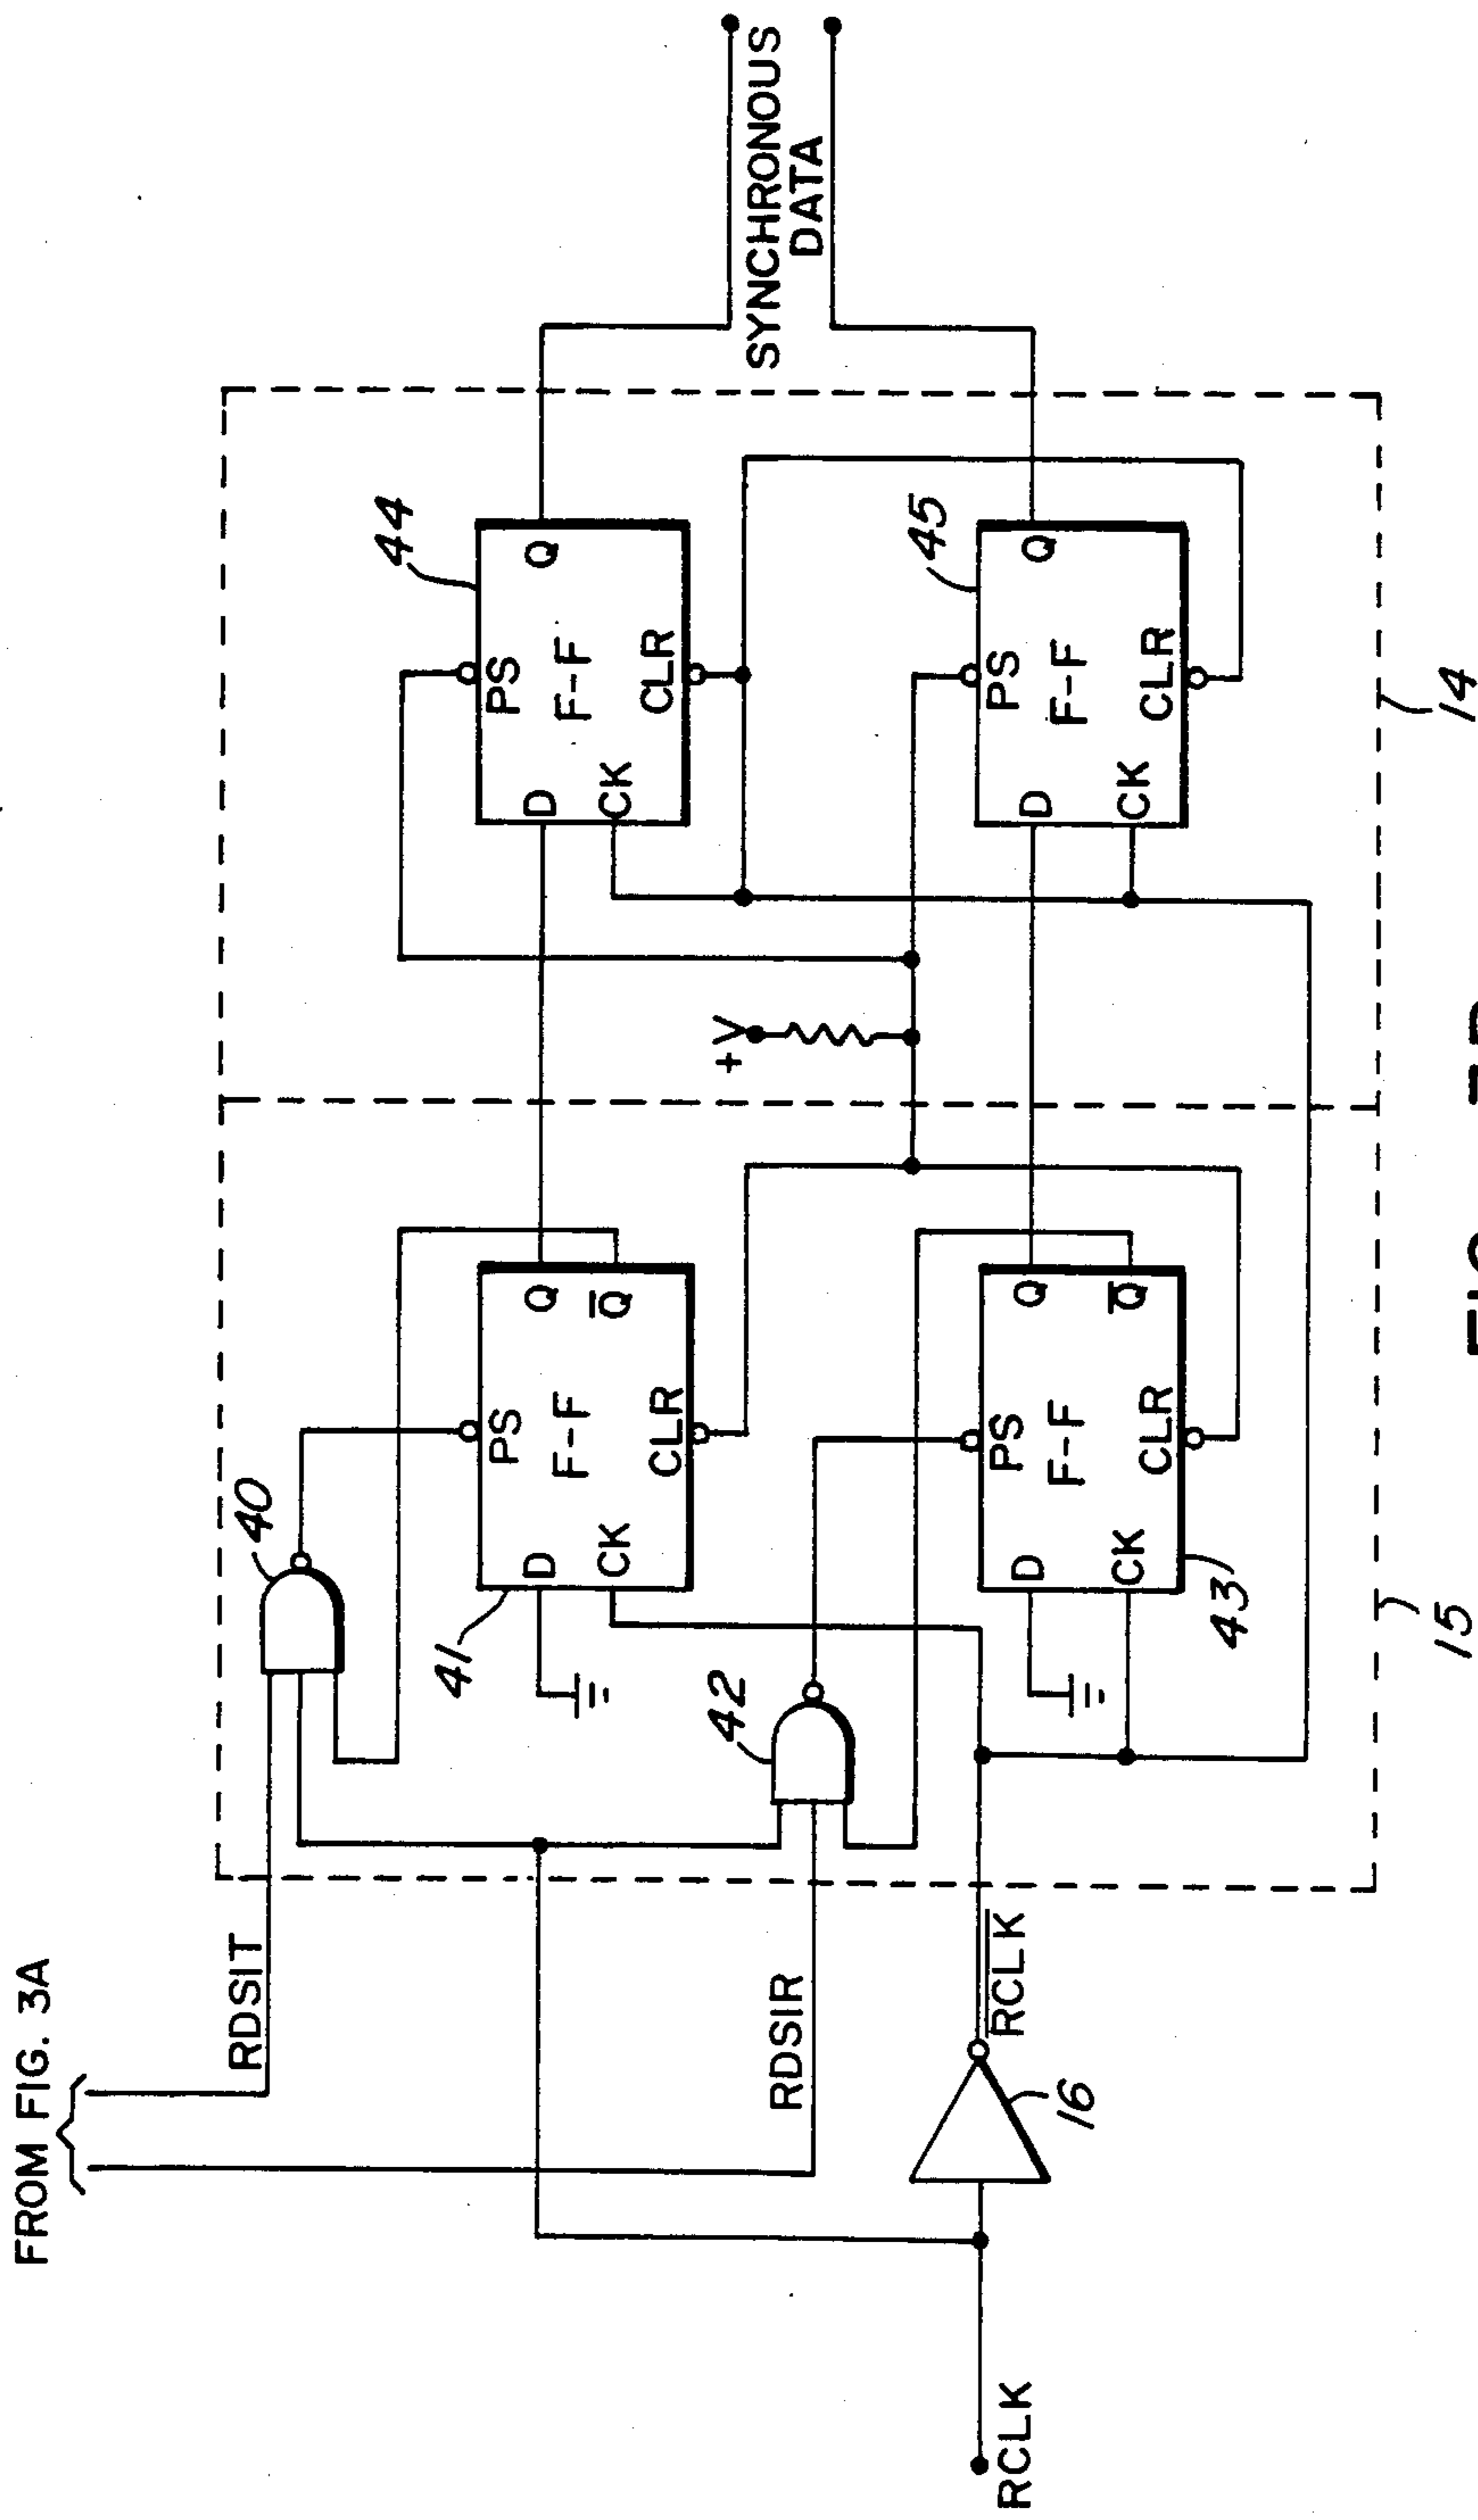 FROM FIG. 3A
RDSIT
RDSIR
RCLK
RCLK
16
15
14
40
41
PS
D
F-F
Q
CK
Q
CLR
42
43
PS
D
F-F
Q
CK
Q
CLR
+V
44
PS
D
F-F
Q
CK
CLR
45
PS
D
F-F
Q
CK
CLR
SYNCHRONOUS
DATA